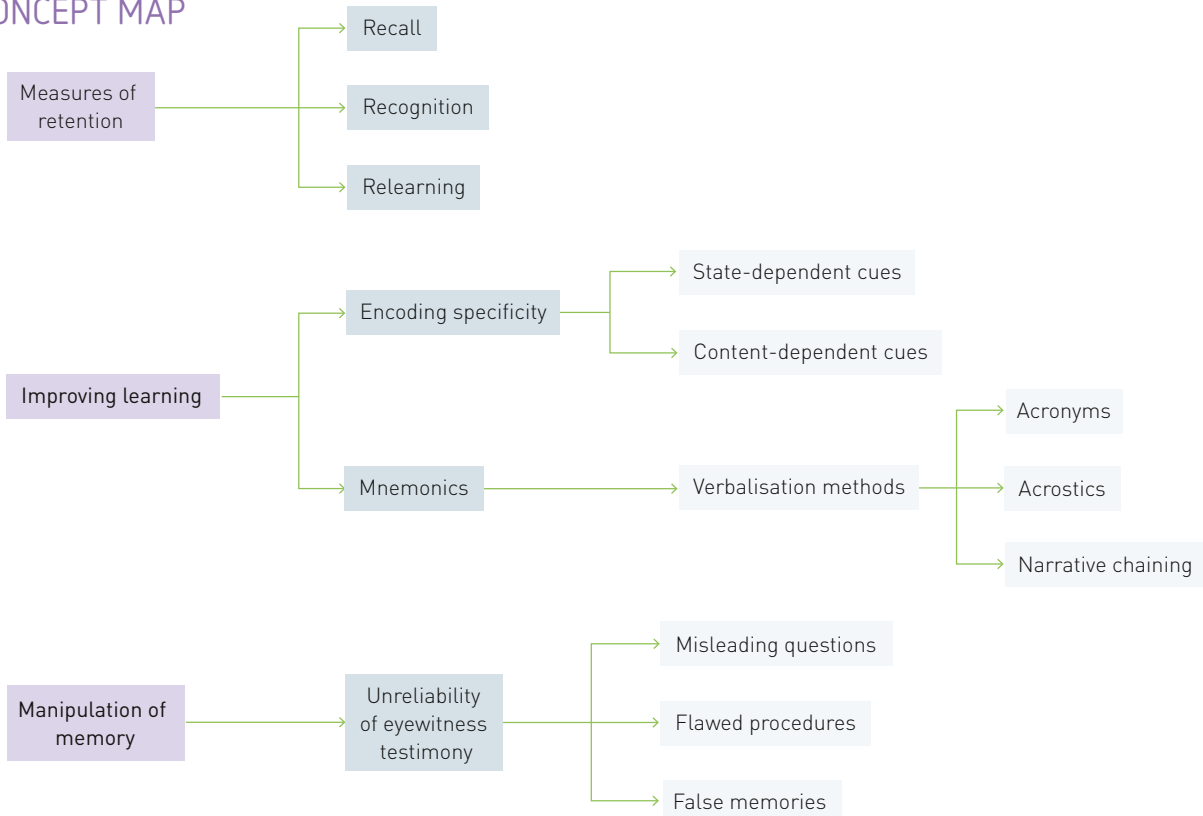 ONCEPT MAP
Measures of
retention
Recall
Recognition
Relearning
Improving learning
Encoding specificity
State-dependent cues
Content-dependent cues
Mnemonics
Verbalisation methods
Acronyms
Acrostics
Narrative chaining
Manipulation of
memory
Unreliability
of eyewitness
testimony
Misleading questions
Flawed procedures
False memories